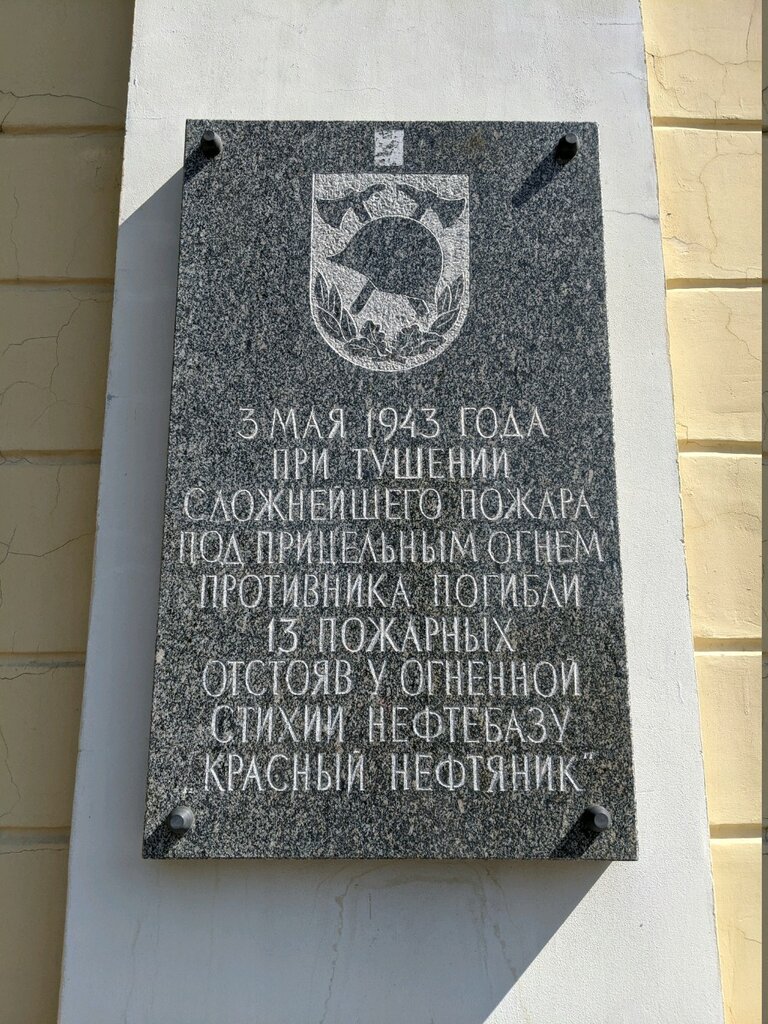 3 МАЯ 1943 ГОДА
ПРИ ТУШЕНИИ
СЛОЖНЕЙШЕГО ПОЖАРА
ПОД ПРИЦЕЛЬНЫМ ОГНЕМ
ПРОТИВНИКА ПОГИБЛИ
13 ПОЖАРНЫХ
ОТСТОЯВ У ОГНЕННОЙ
СТИХИИ НЕФТЕБАЗУ
„КРАСНЫЙ НЕФТЯНИК"